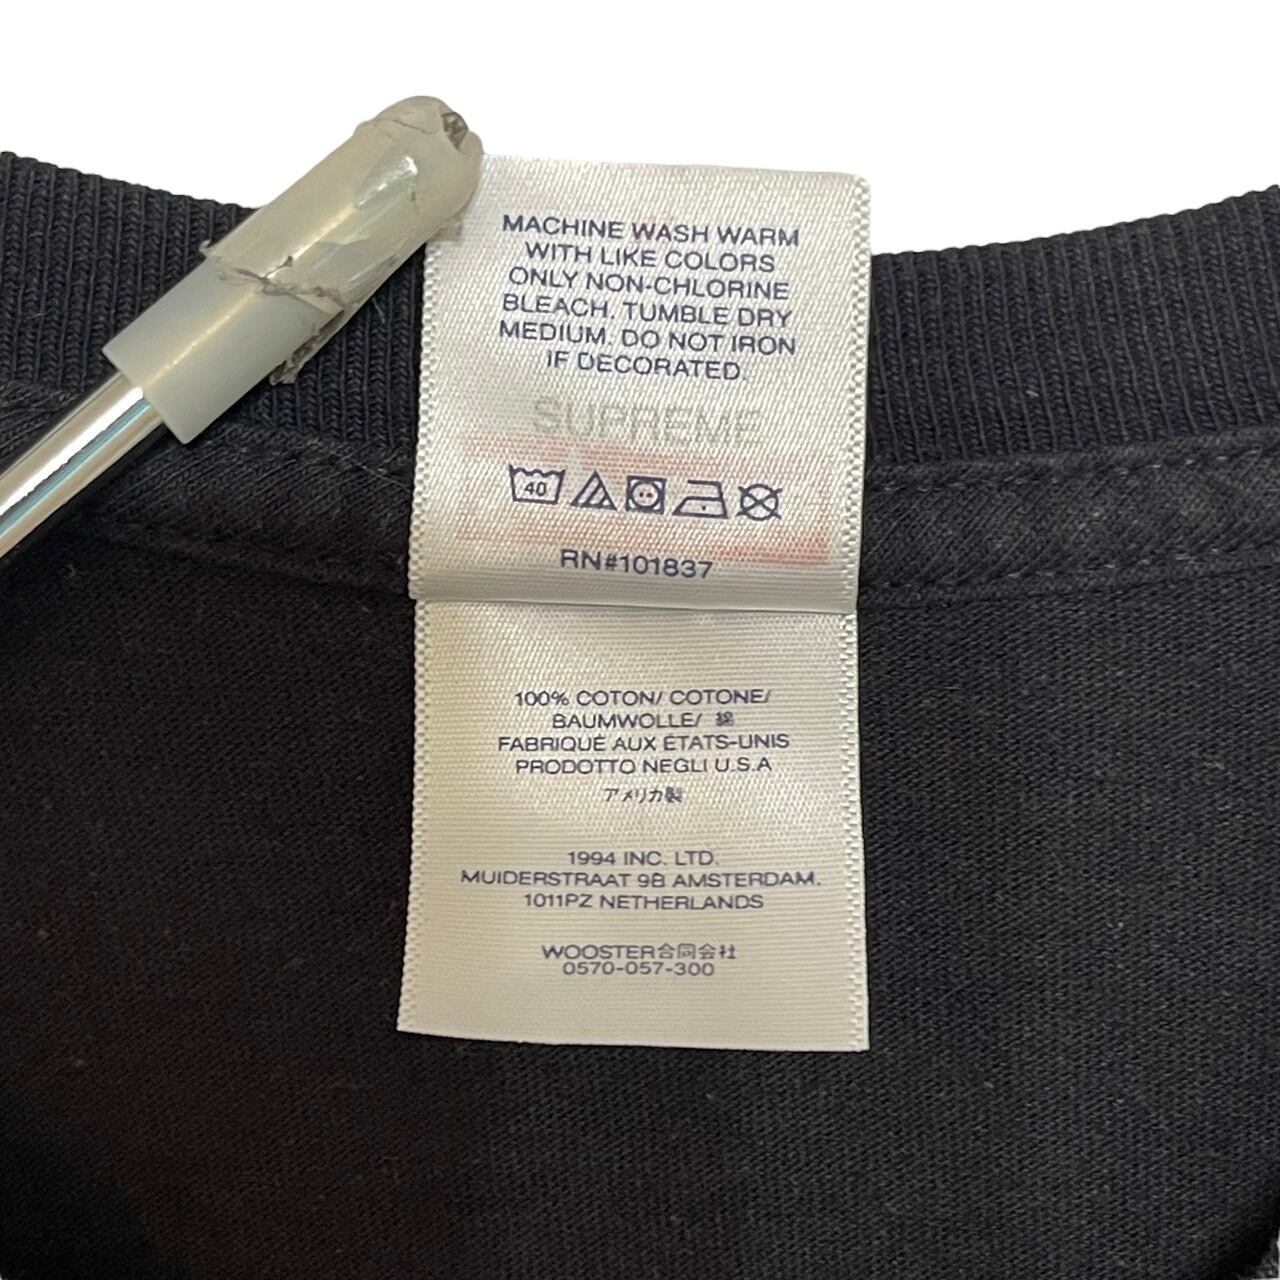 MACHINE WASH WARM
WITH LIKE COLORS
ONLY NON-CHLORINE
BLEACH. TUMBLE DRY
MEDIUM. DO NOT IRON
IF DECORATED.
SUPREME
40
RN#101837
100% COTON/ COTONE/
BAUMWOLLE/ 綿
FABRIQUÉ AUX ÉTATS-UNIS
PRODOTTO NEGLI U.S.A
アメリカ製
1994 INC. LTD.
MUIDERSTRAAT 9B AMSTERDAM.
1011PZ NETHERLANDS
WOOSTER合同会社
0570-057-300